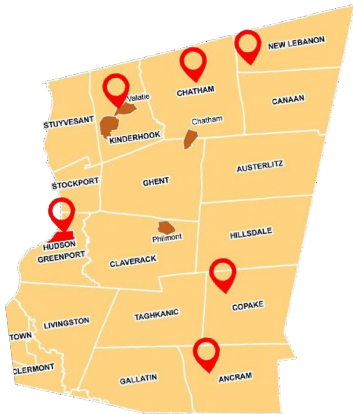 NEW LEBANON
CHATHAM
Valatie
CANAAN
STUYVESANT
Chatham
KINDERHOOK
AUSTERLITZ
STOCKPORT
GHENT
HILLSDALE
Philmont
HUDSON
GREENPORT
CLAVERACK
COPAKE
TAGHKANIC
LIVINGSTON
TOWN
CLERMONT
GALLATIN
ANCRAM